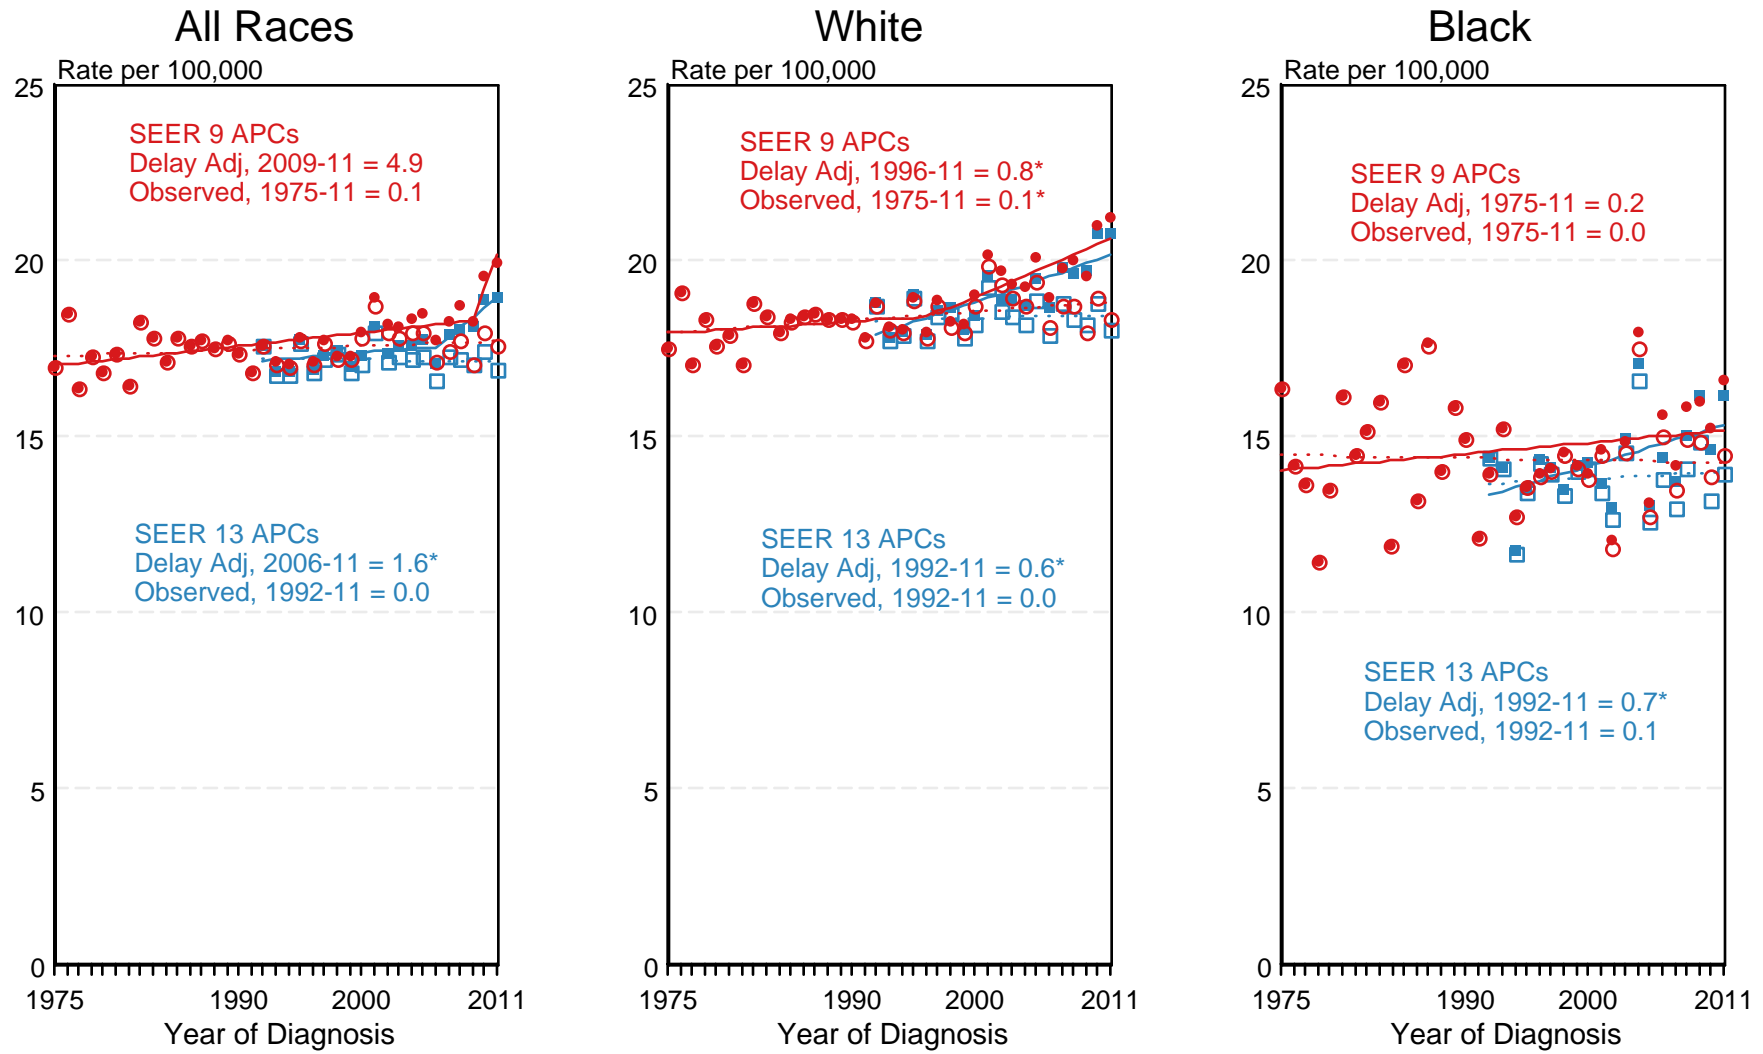 All Races
Rate per 100,000
25
20
15
10
5
0
SEER 9 APCs
Delay Adj, 2009-11 = 4.9
Observed, 1975-11 = 0.1
SEER 13 APCs
Delay Adj, 2006-11 = 1.6*
Observed, 1992-11 = 0.0
1975 1990 2000 2011
Year of Diagnosis
White
Rate per 100,000
25
20
15
10
5
0
SEER 9 APCs
Delay Adj, 1996-11 = 0.8*
Observed, 1975-11 = 0.1*
SEER 13 APCs
Delay Adj, 1992-11 = 0.6*
Observed, 1992-11 = 0.0
1975 1990 2000 2011
Year of Diagnosis
Black
Rate per 100,000
25
20
15
10
5
0
SEER 9 APCs
Delay Adj, 1975-11 = 0.2
Observed, 1975-11 = 0.0
SEER 13 APCs
Delay Adj, 1992-11 = 0.7*
Observed, 1992-11 = 0.1
1975 1990 2000 2011
Year of Diagnosis